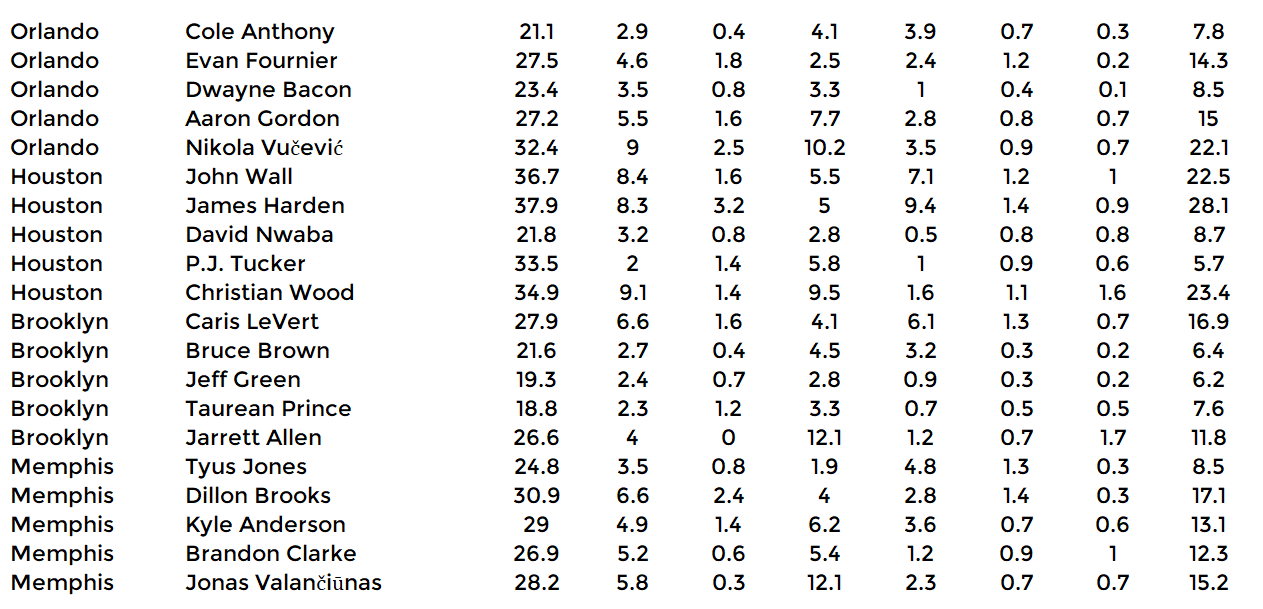 Orlando Cole Anthony 21.1 2.9 0.4 4.1 3.9 0.7 0.3 7.8
Orlando Evan Fournier 27.5 4.6 1.8 2.5 2.4 1.2 0.2 14.3
Orlando Dwayne Bacon 23.4 3.5 0.8 3.3 1 0.4 0.1 8.5
Orlando Aaron Gordon 27.2 5.5 1.6 7.7 2.8 0.8 0.7 15
Orlando Nikola Vučević 32.4 9 2.5 10.2 3.5 0.9 0.7 22.1
Houston John Wall 36.7 8.4 1.6 5.5 7.1 1.2 1 22.5
Houston James Harden 37.9 8.3 3.2 5 9.4 1.4 0.9 28.1
Houston David Nwaba 21.8 3.2 0.8 2.8 0.5 0.8 0.8 8.7
Houston P.J. Tucker 33.5 2 1.4 5.8 1 0.9 0.6 5.7
Houston Christian Wood 34.9 9.1 1.4 9.5 1.6 1.1 1.6 23.4
Brooklyn Caris LeVert 27.9 6.6 1.6 4.1 6.1 1.3 0.7 16.9
Brooklyn Bruce Brown 21.6 2.7 0.4 4.5 3.2 0.3 0.2 6.4
Brooklyn Jeff Green 19.3 2.4 0.7 2.8 0.9 0.3 0.2 6.2
Brooklyn Taurean Prince 18.8 2.3 1.2 3.3 0.7 0.5 0.5 7.6
Brooklyn Jarrett Allen 26.6 4 0 12.1 1.2 0.7 1.7 11.8
Memphis Tyus Jones 24.8 3.5 0.8 1.9 4.8 1.3 0.3 8.5
Memphis Dillon Brooks 30.9 6.6 2.4 4 2.8 1.4 0.3 17.1
Memphis Kyle Anderson 29 4.9 1.4 6.2 3.6 0.7 0.6 13.1
Memphis Brandon Clarke 26.9 5.2 0.6 5.4 1.2 0.9 1 12.3
Memphis Jonas Valančiūnas 28.2 5.8 0.3 12.1 2.3 0.7 0.7 15.2